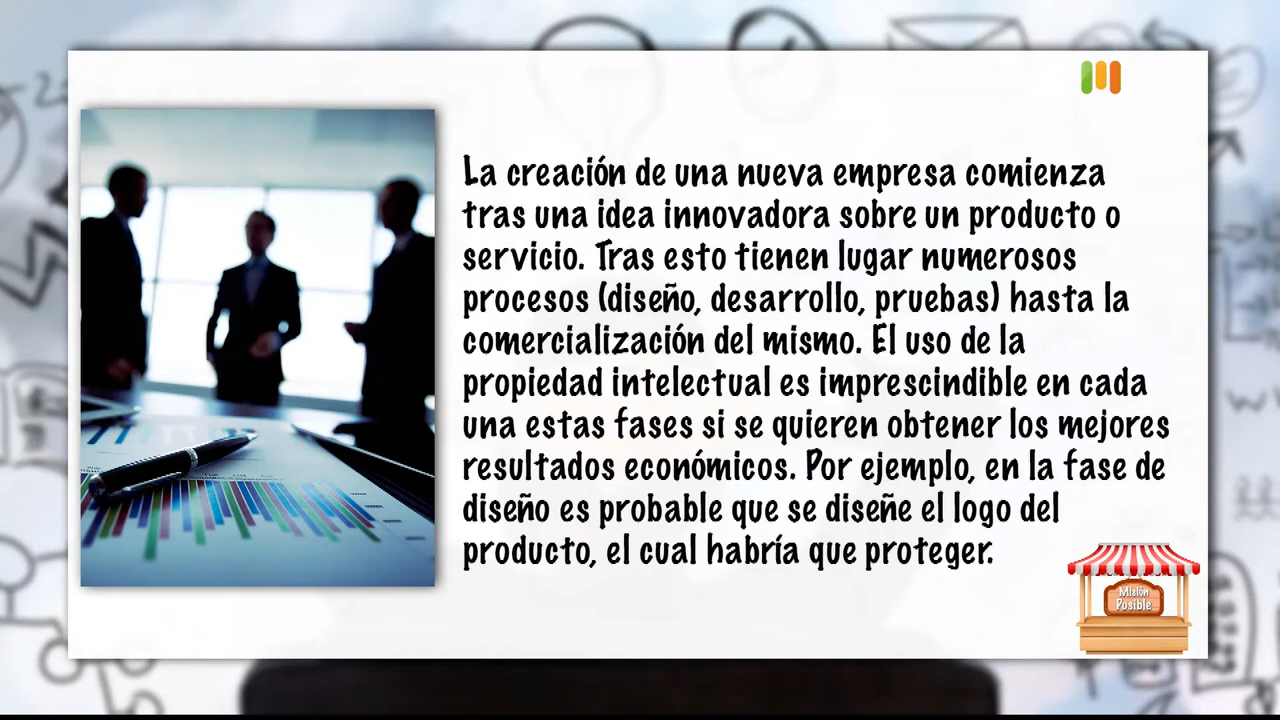 La creación de una nueva empresa comienza
tras una idea innovadora sobre un producto o
servicio. Tras esto tienen lugar numerosos
procesos (diseño, desarrollo, pruebas) hasta la
comercialización del mismo. El uso de la
propiedad intelectual es imprescindible en cada
una estas fases si se quieren obtener los mejores
resultados económicos. Por ejemplo, en la fase de
diseño es probable que se diseñe el logo del
producto, el cual habría que proteger.
Misión
Posible